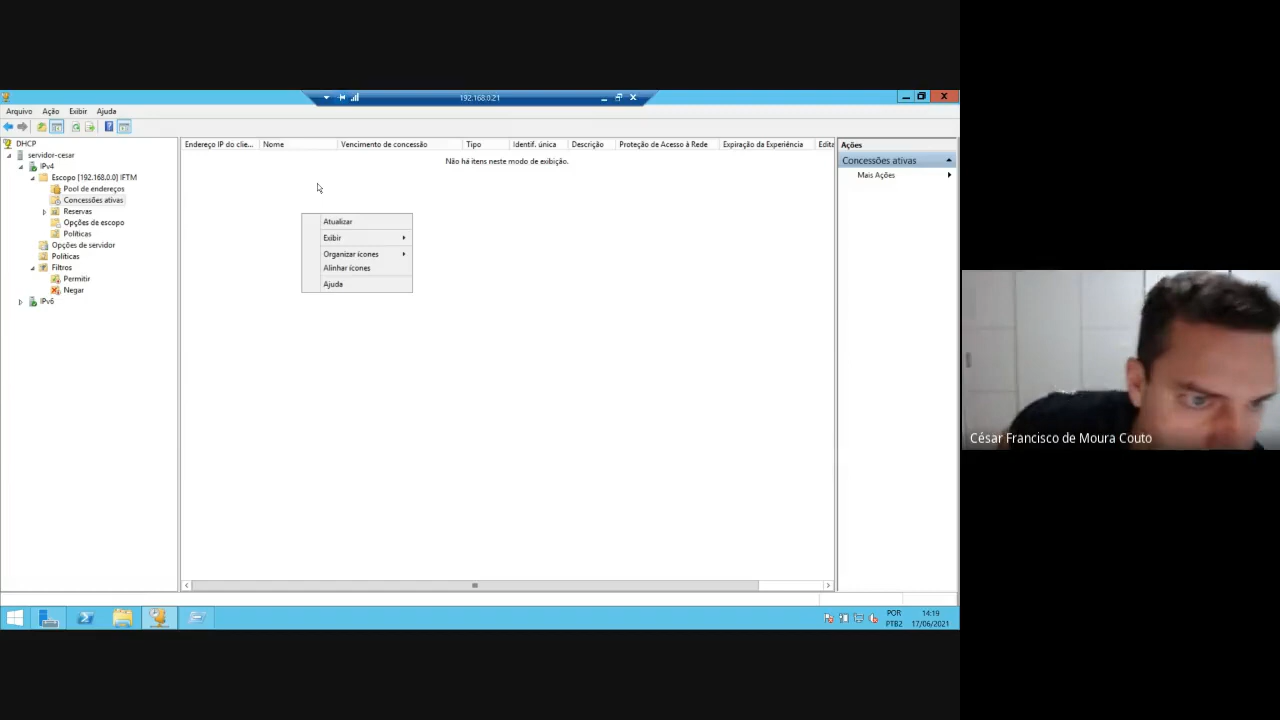 192.168.0.21
Arquivo Ação Exibir Ajuda
DHCP
servidor-cesar
IPv4
Escopo [192.168.0.0] IFTM
Pool de endereços
Concessões ativas
Reservas
Opções de escopo
Políticas
Opções de servidor
Políticas
Filtros
Permitir
Negar
IPv6
Endereço IP do clie... Nome Vencimento de concessão Tipo Identif. única Descrição Proteção de Acesso à Rede Expiração da Experiência Edita
Não há itens neste modo de exibição.
Atualizar
Exibir
Organizar ícones
Alinhar ícones
Ajuda
Ações
Concessões ativas
Mais Ações
César Francisco de Moura Couto
POR
PTB2
14:19
17/06/2021